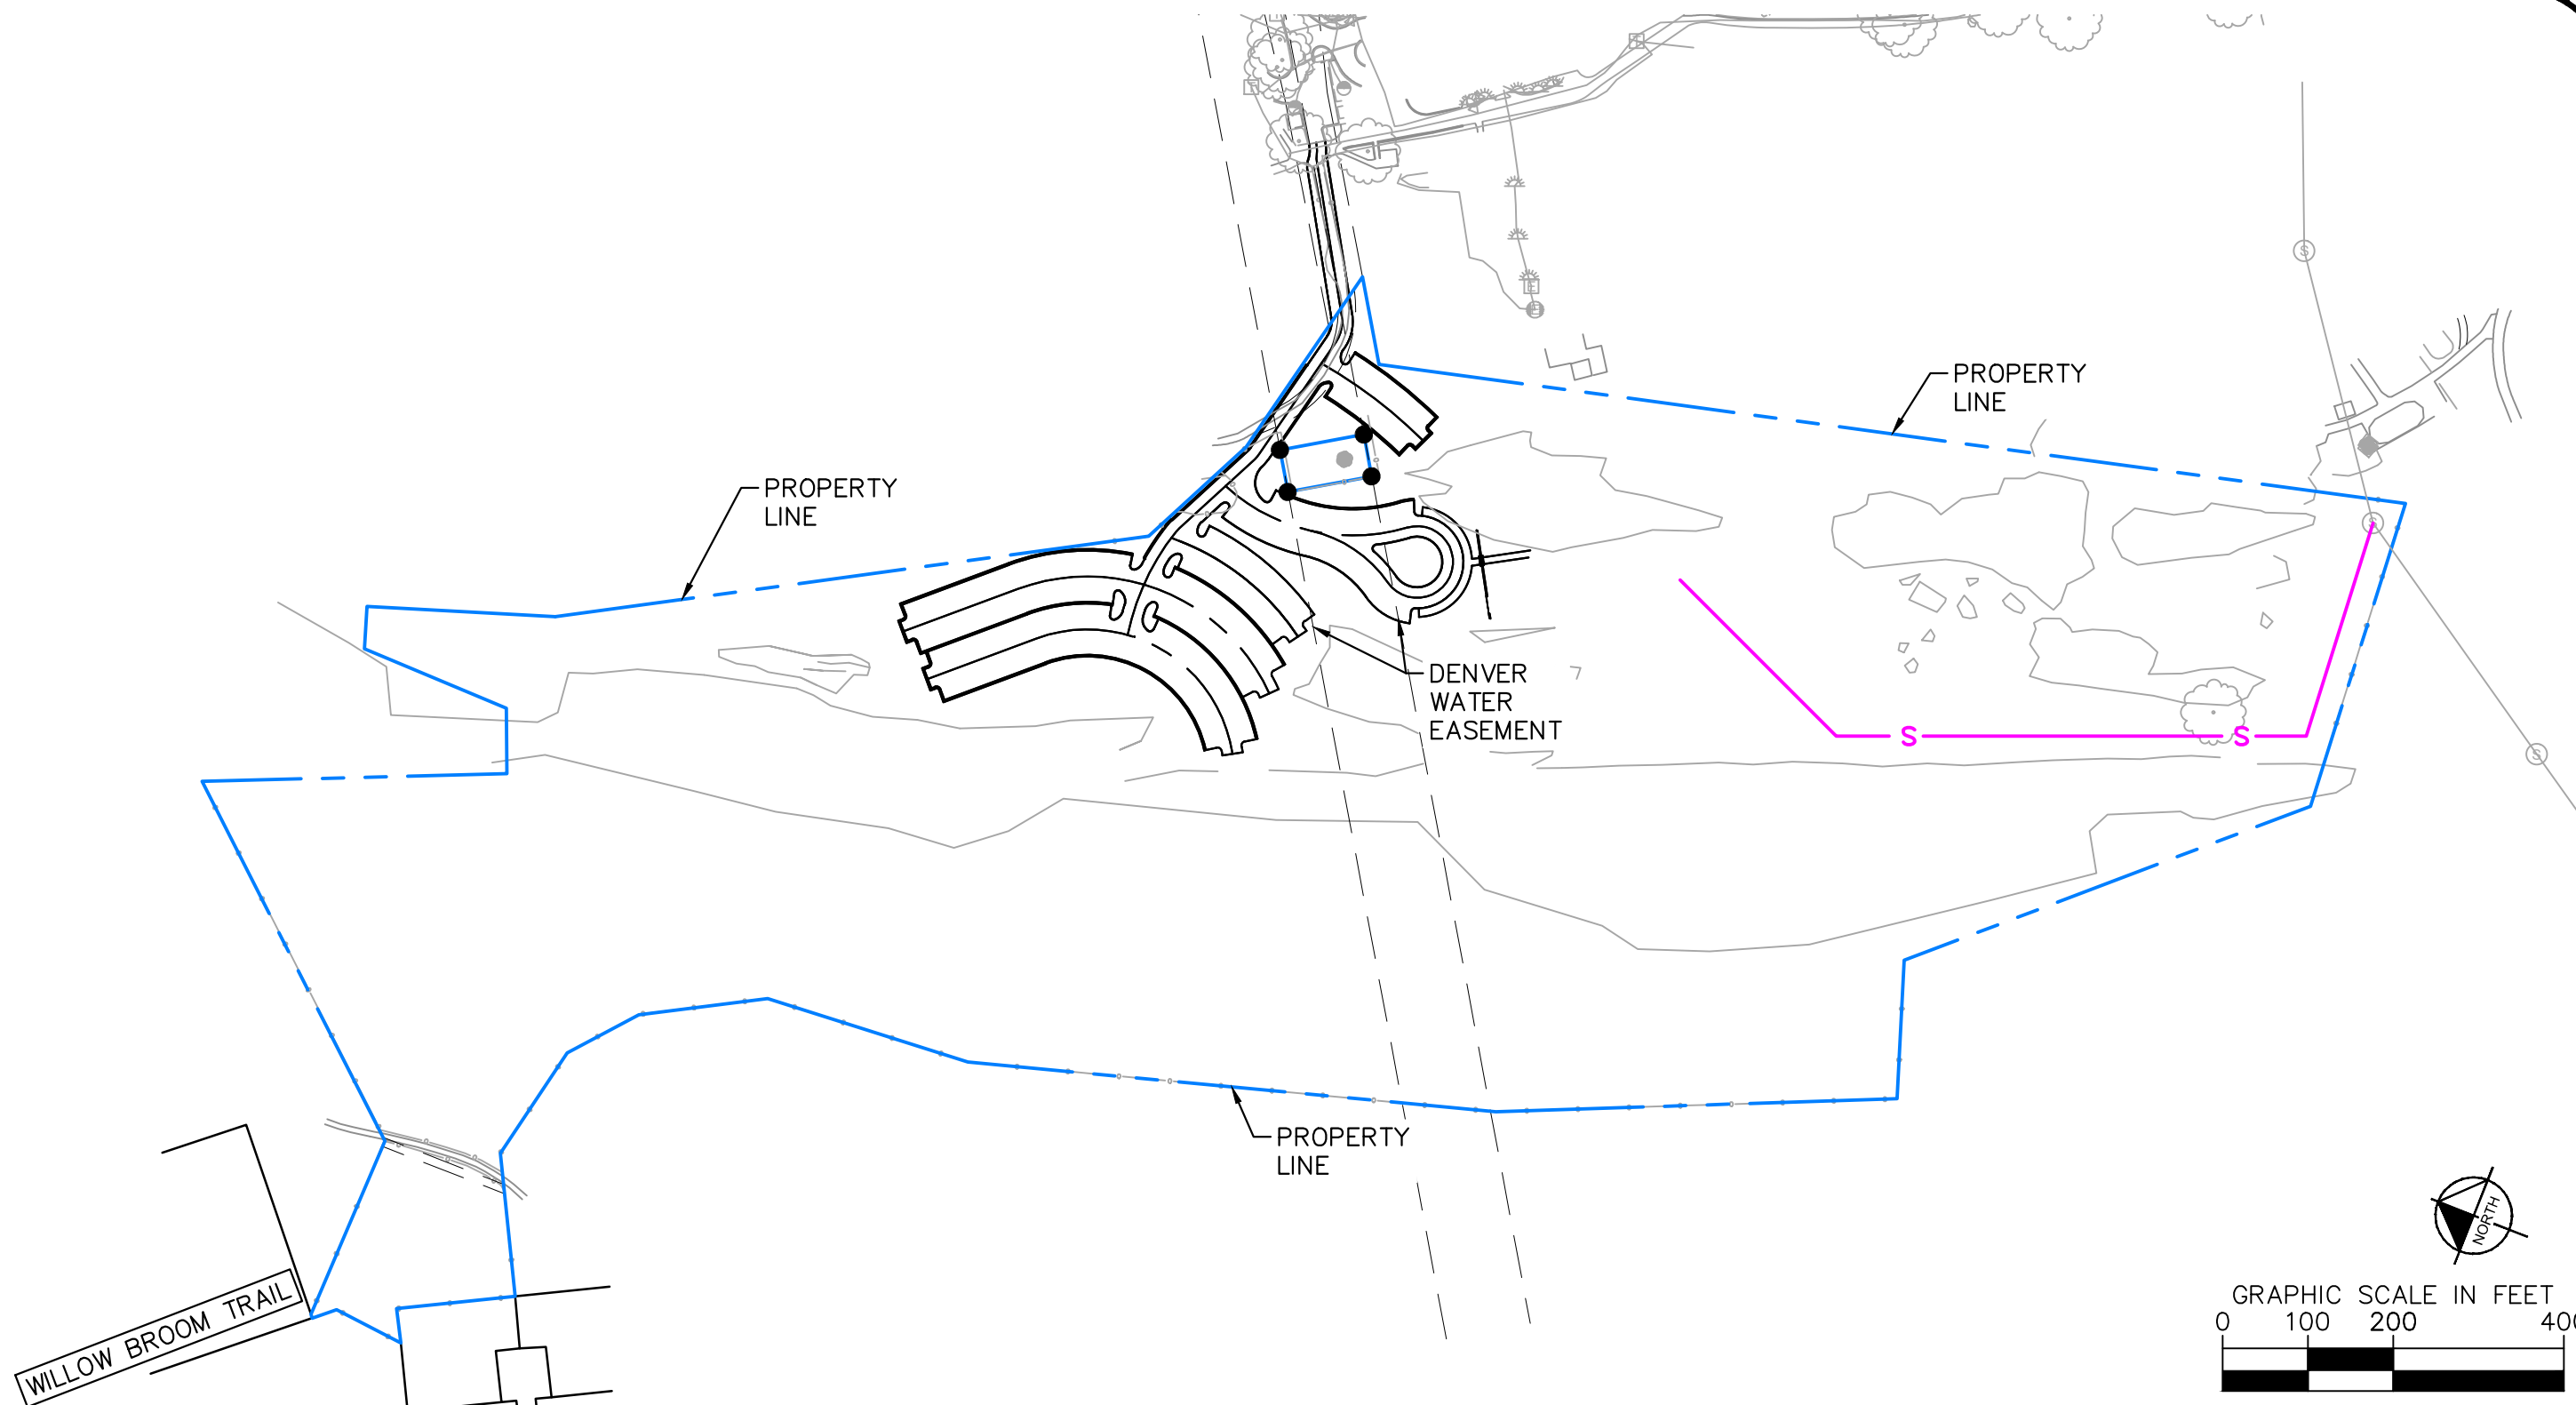 S
E
PROPERTY
LINE
PROPERTY
LINE
S
DENVER
WATER
EASEMENT
S
S
S
PROPERTY
LINE
NORTH
WILLOW BROOM TRAIL
GRAPHIC SCALE IN FEET
0 100 200 400